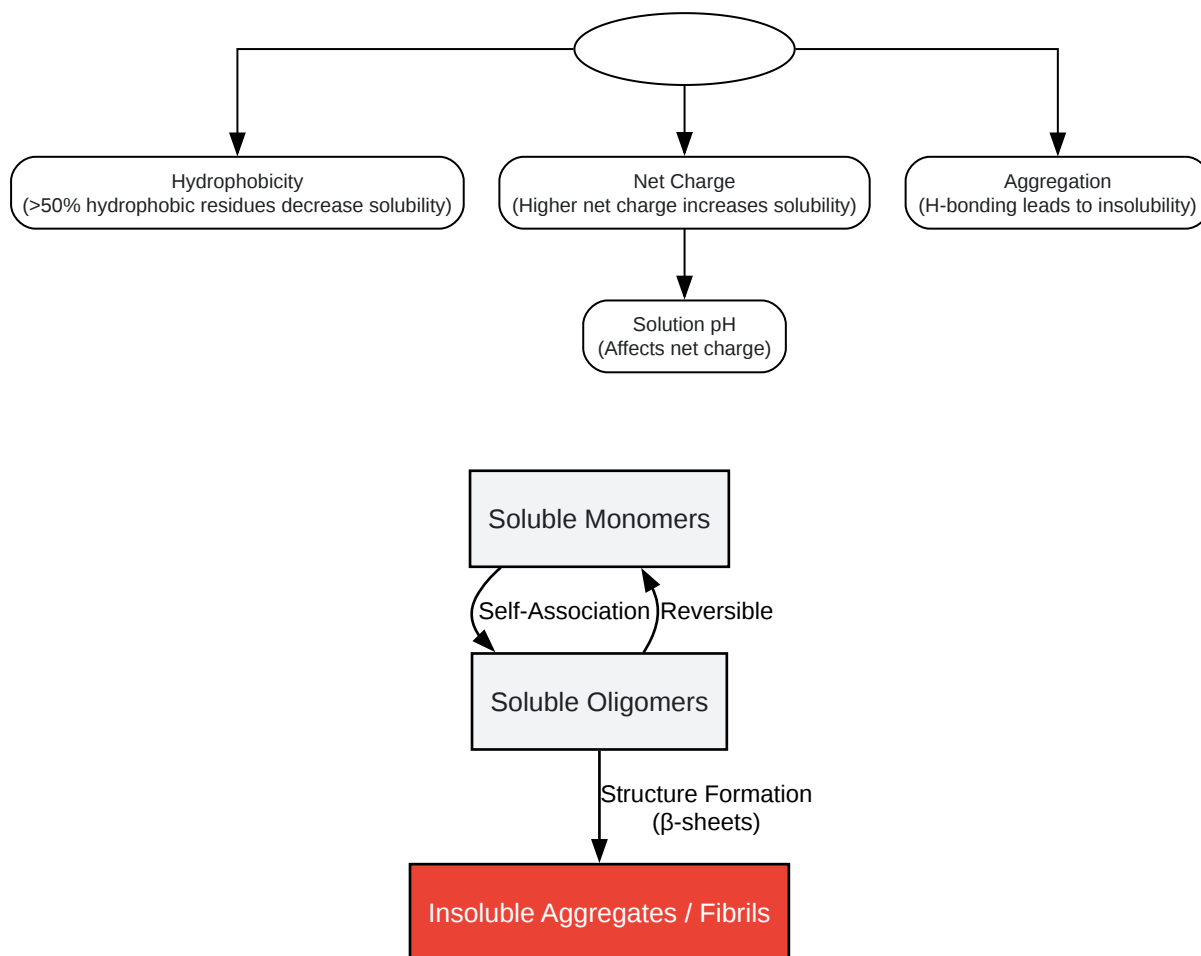 Hydrophobicity
(>50% hydrophobic residues decrease solubility)
Net Charge
(Higher net charge increases solubility)
Aggregation
(H-bonding leads to insolubility)
Solution pH
(Affects net charge)
Soluble Monomers
Self-Association
Reversible
Soluble Oligomers
Structure Formation
(β-sheets)
Insoluble Aggregates / Fibrils